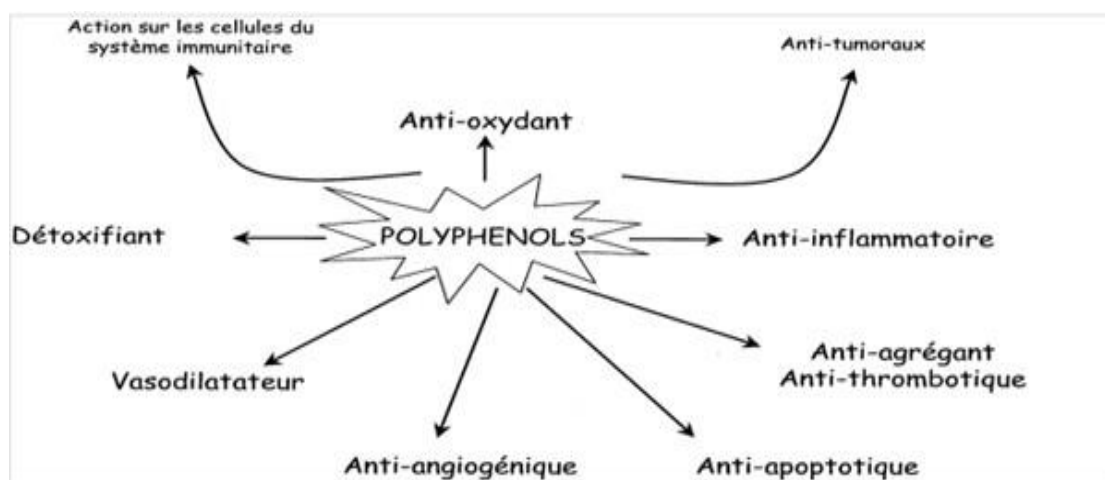 Action sur les cellules du
système immunitaire
Anti-tumoraux
Anti-oxydant
Détoxifiant
POLYPHENOLS
Anti-inflammatoire
Vasodilatateur
Anti-agrégant
Anti-thrombotique
Anti-angiogénique
Anti-apoptotique